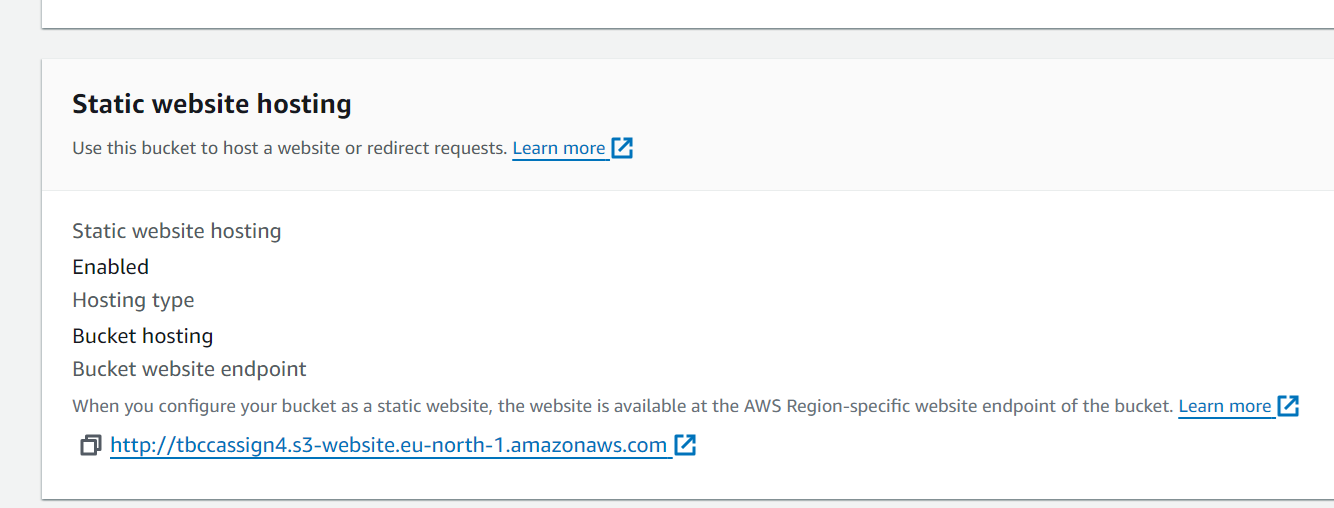 Static website hosting
Use this bucket to host a website or redirect requests. Learn more
Static website hosting
Enabled
Hosting type
Bucket hosting
Bucket website endpoint
When you configure your bucket as a static website, the website is available at the AWS Region-specific website endpoint of the bucket. Learn more
http://tbccassign4.s3-website.eu-north-1.amazonaws.com